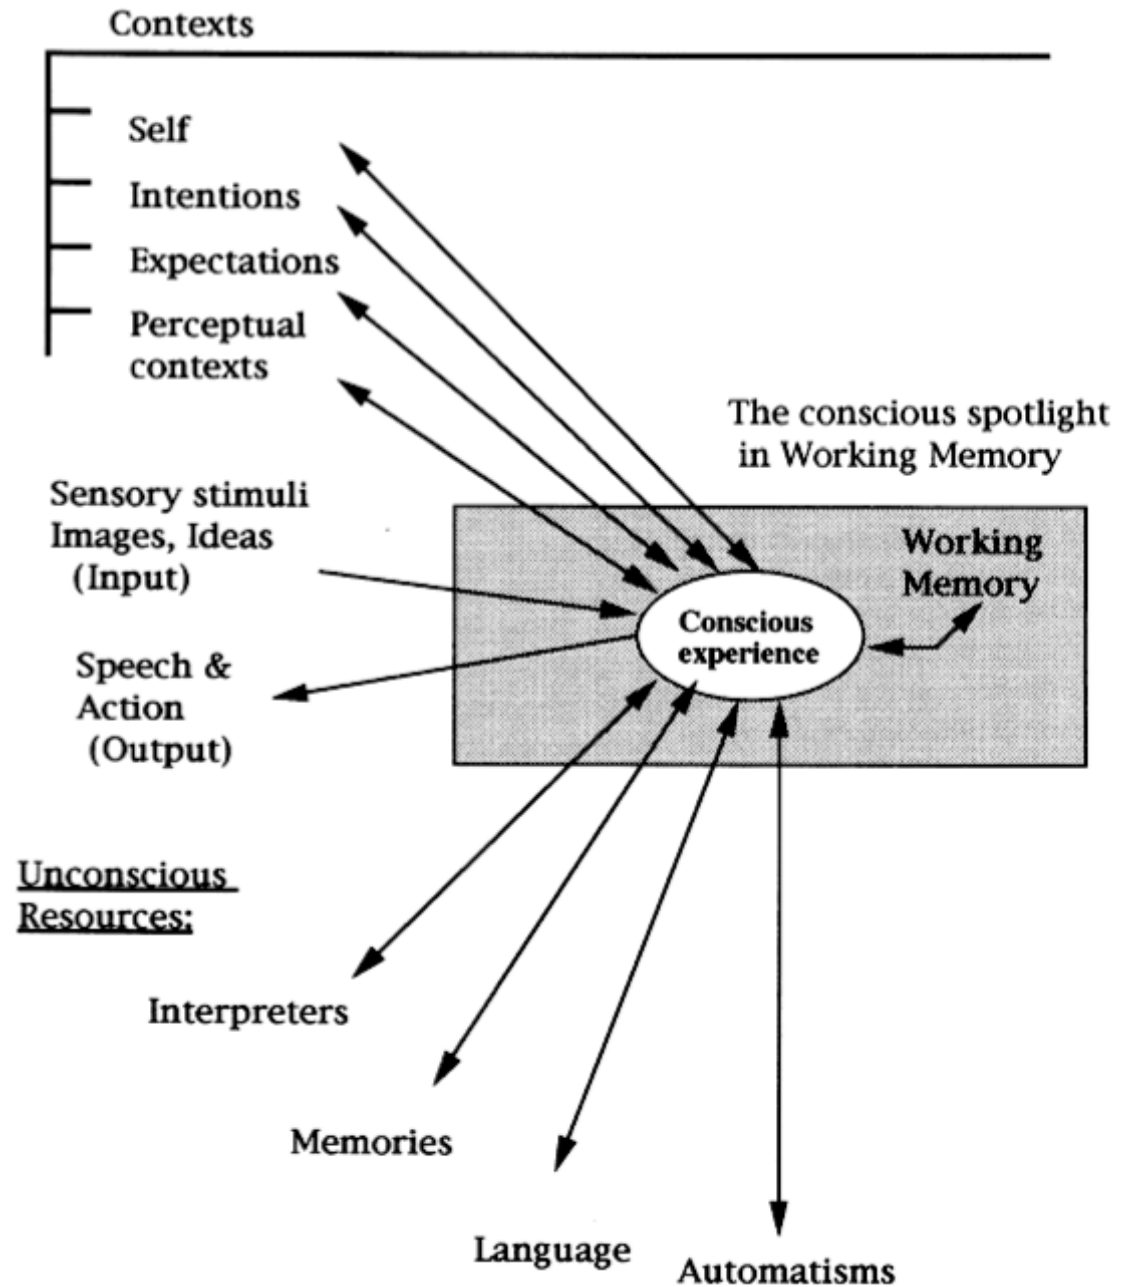 Contexts
Self
Intentions
Expectations
Perceptual
contexts
The conscious spotlight
in Working Memory
Sensory stimuli
Images, Ideas
(Input)
Working
Memory
Conscious
experience
Speech &
Action
(Output)
Unconscious
Resources:
Interpreters
Memories
Language
Automatisms